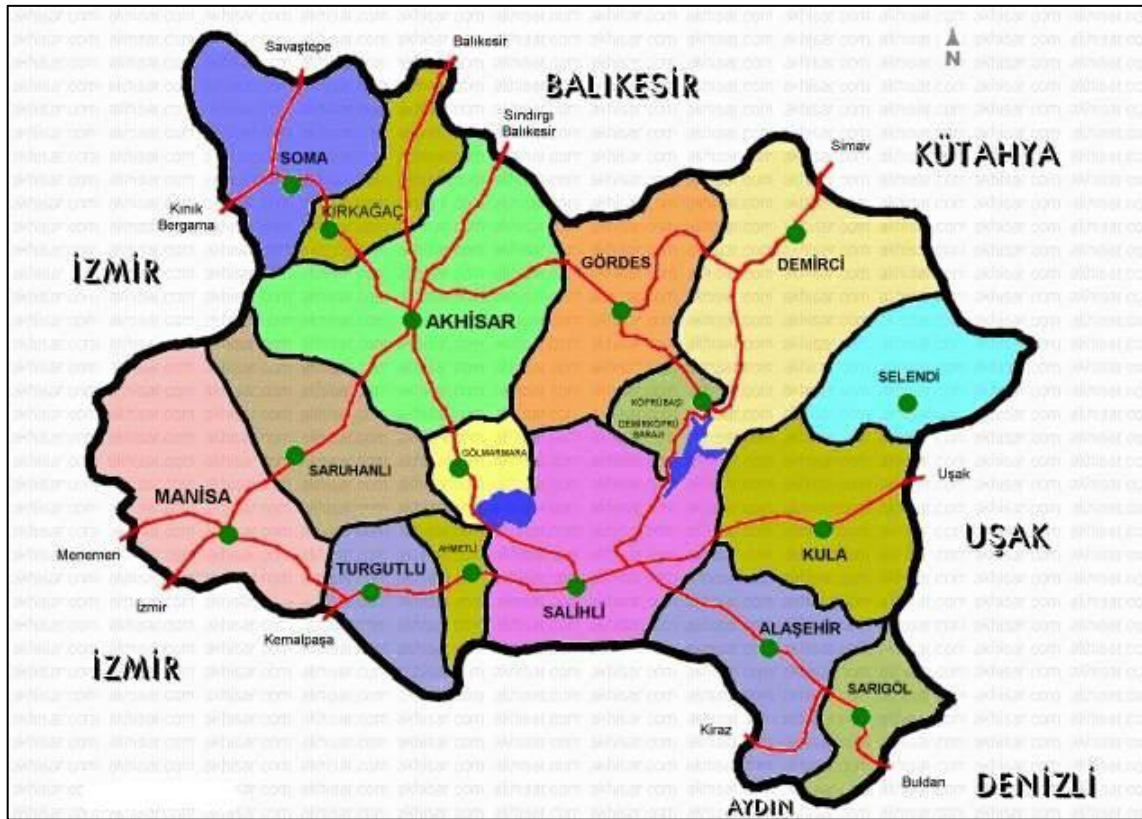 Savaştepe
Balıkesir
BALIKESİR
N
Sındırgı
Balıkesir
Simav
KÜTAHYA
SOMA
Kınık
Bergama
KIRKAĞAÇ
İZMİR
GÖRDES
DEMİRCİ
AKHİSAR
SELENDİ
KÖPRÜBAŞI
DEMİRKÖPRÜ
BARAJI
GÖLMARMARA
SARUHANLI
Uşak
MANİSA
UŞAK
Menemen
AHMETLİ
KULA
TURGUTLU
İzmir
SALİHLİ
Kemalpaşa
ALAŞEHİR
İZMİR
SARIGÖL
Kiraz
Buldan
DENİZLİ
AYDIN
akhisar.com